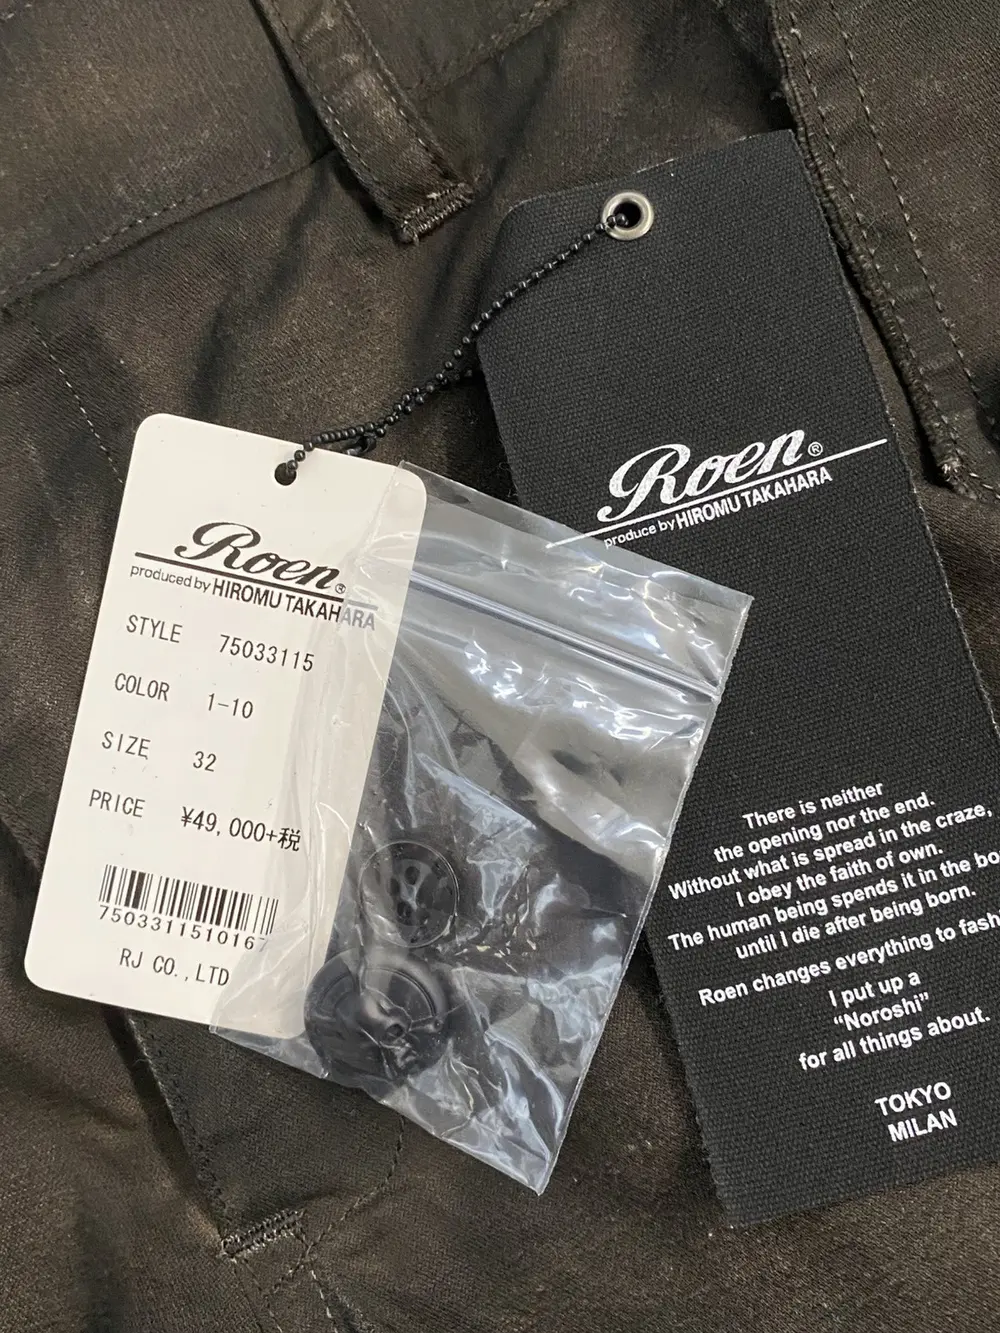 Roen®
produced by HIROMU TAKAHARA
STYLE 75033115
COLOR 1-10
SIZE 32
PRICE ¥49,000+税
7503311510167
RJ CO.,LTD
Roen®
produce by HIROMU TAKAHARA
There is neither
the opening nor the end.
Without what is spread in the craze,
I obey the faith of own.
The human being spends it in the bo
until I die after being born.
Roen changes everything to fash
I put up a
“Noroshi”
for all things about.
TOKYO
MILAN